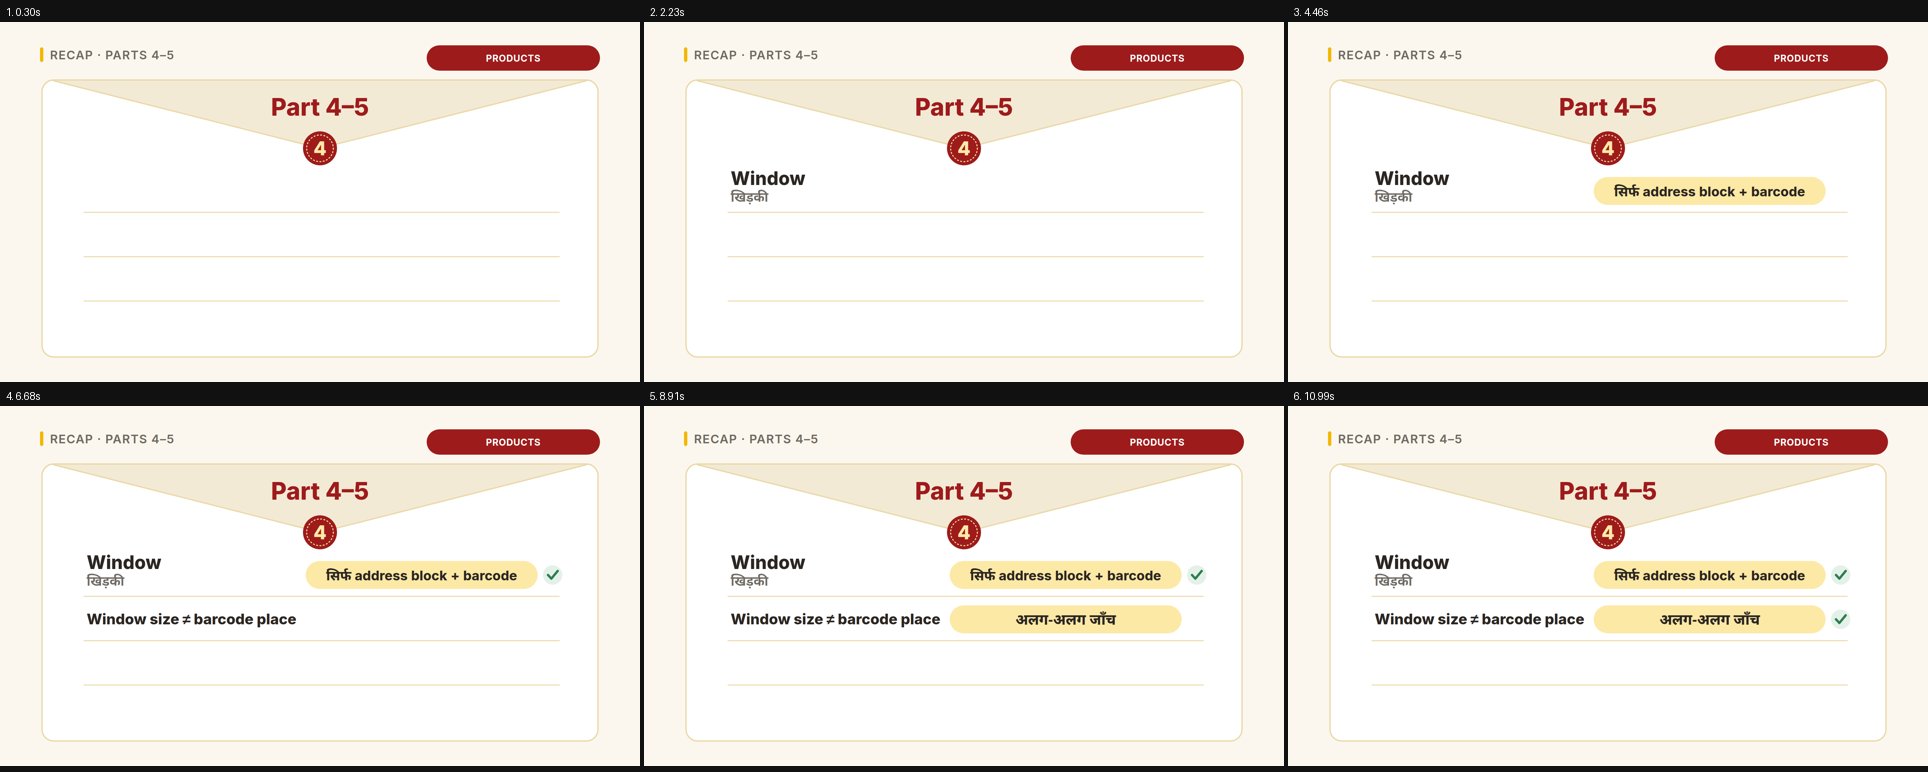 1. 0.30s
RECAP · PARTS 4–5
PRODUCTS
Part 4–5
4
2. 2.23s
RECAP · PARTS 4–5
PRODUCTS
Part 4–5
4
Window
खिड़की
3. 4.46s
RECAP · PARTS 4–5
PRODUCTS
Part 4–5
4
Window
खिड़की
सिर्फ address block + barcode
4. 6.68s
RECAP · PARTS 4–5
PRODUCTS
Part 4–5
4
Window
खिड़की
सिर्फ address block + barcode
Window size ≠ barcode place
5. 8.91s
RECAP · PARTS 4–5
PRODUCTS
Part 4–5
4
Window
खिड़की
सिर्फ address block + barcode
Window size ≠ barcode place
अलग-अलग जाँच
6. 10.99s
RECAP · PARTS 4–5
PRODUCTS
Part 4–5
4
Window
खिड़की
सिर्फ address block + barcode
Window size ≠ barcode place
अलग-अलग जाँच